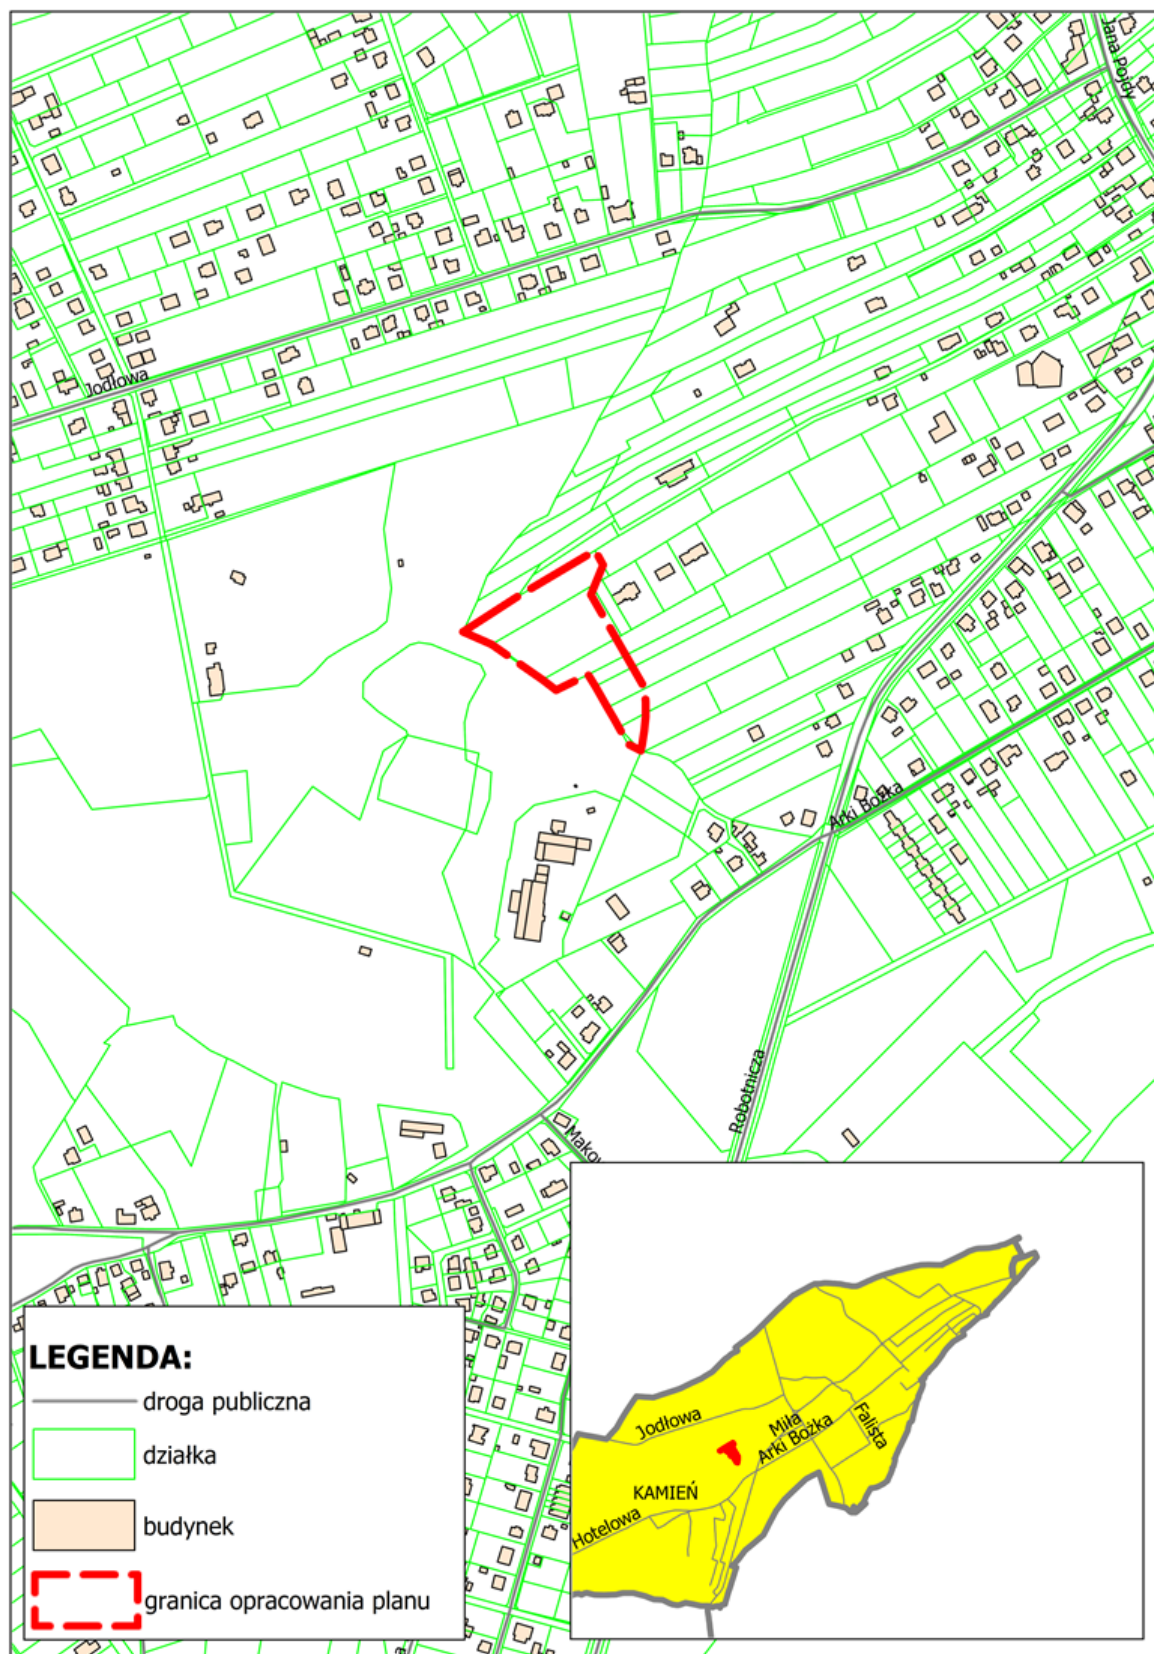 Jana Pojdy
Jodłowa
Arki Bożka
Robotnicza
LEGENDA:
droga publiczna
działka
budynek
granica opracowania planu
Jodłowa
Miła
Arki Bożka
Falista
KAMIEŃ
Hotelowa